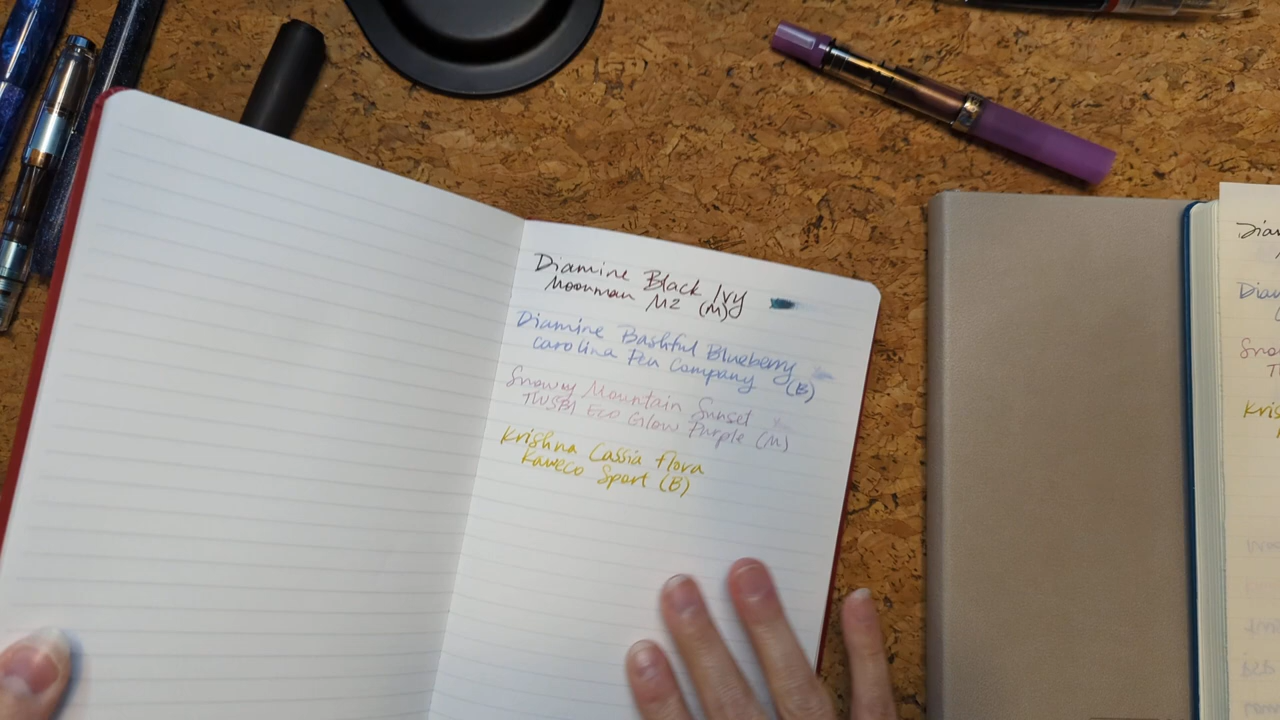 Diamine Black Ivy
Moonman M2 (M)
Diamine Bashful Blueberry
Carolina Pen Company (B)
Snowy Mountain Sunset
TWSBI Eco Glow Purple (M)
Krishna Cassia Flora
Kaweco Sport (B)